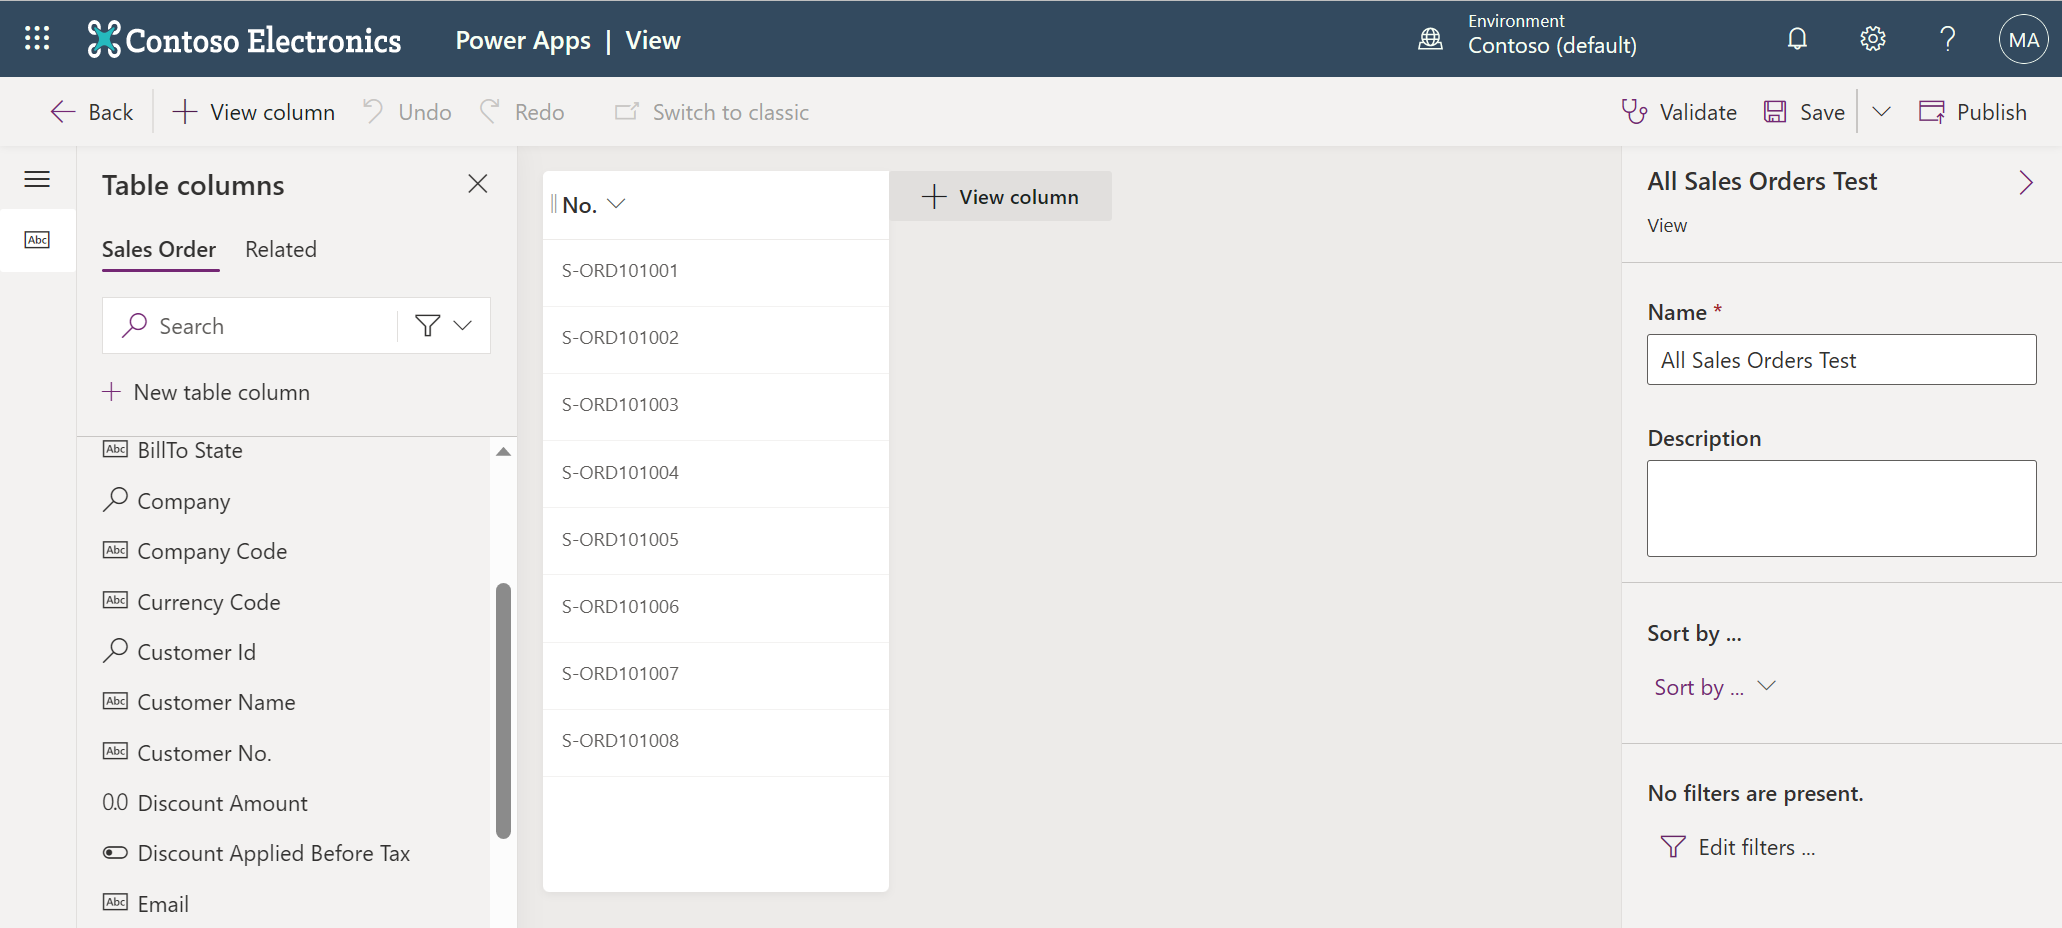 Contoso Electronics
Power Apps | View
Environment
Contoso (default)
MA
Back
View column
Undo
Redo
Switch to classic
Validate
Save
Publish
Abc
Table columns
Sales Order
Related
Search
New table column
Abc BillTo State
Company
Abc Company Code
Abc Currency Code
Customer Id
Abc Customer Name
Abc Customer No.
0.0 Discount Amount
Discount Applied Before Tax
Abc Email
No.
View column
S-ORD101001
S-ORD101002
S-ORD101003
S-ORD101004
S-ORD101005
S-ORD101006
S-ORD101007
S-ORD101008
All Sales Orders Test
View
Name *
All Sales Orders Test
Description
Sort by ...
Sort by ...
No filters are present.
Edit filters ...